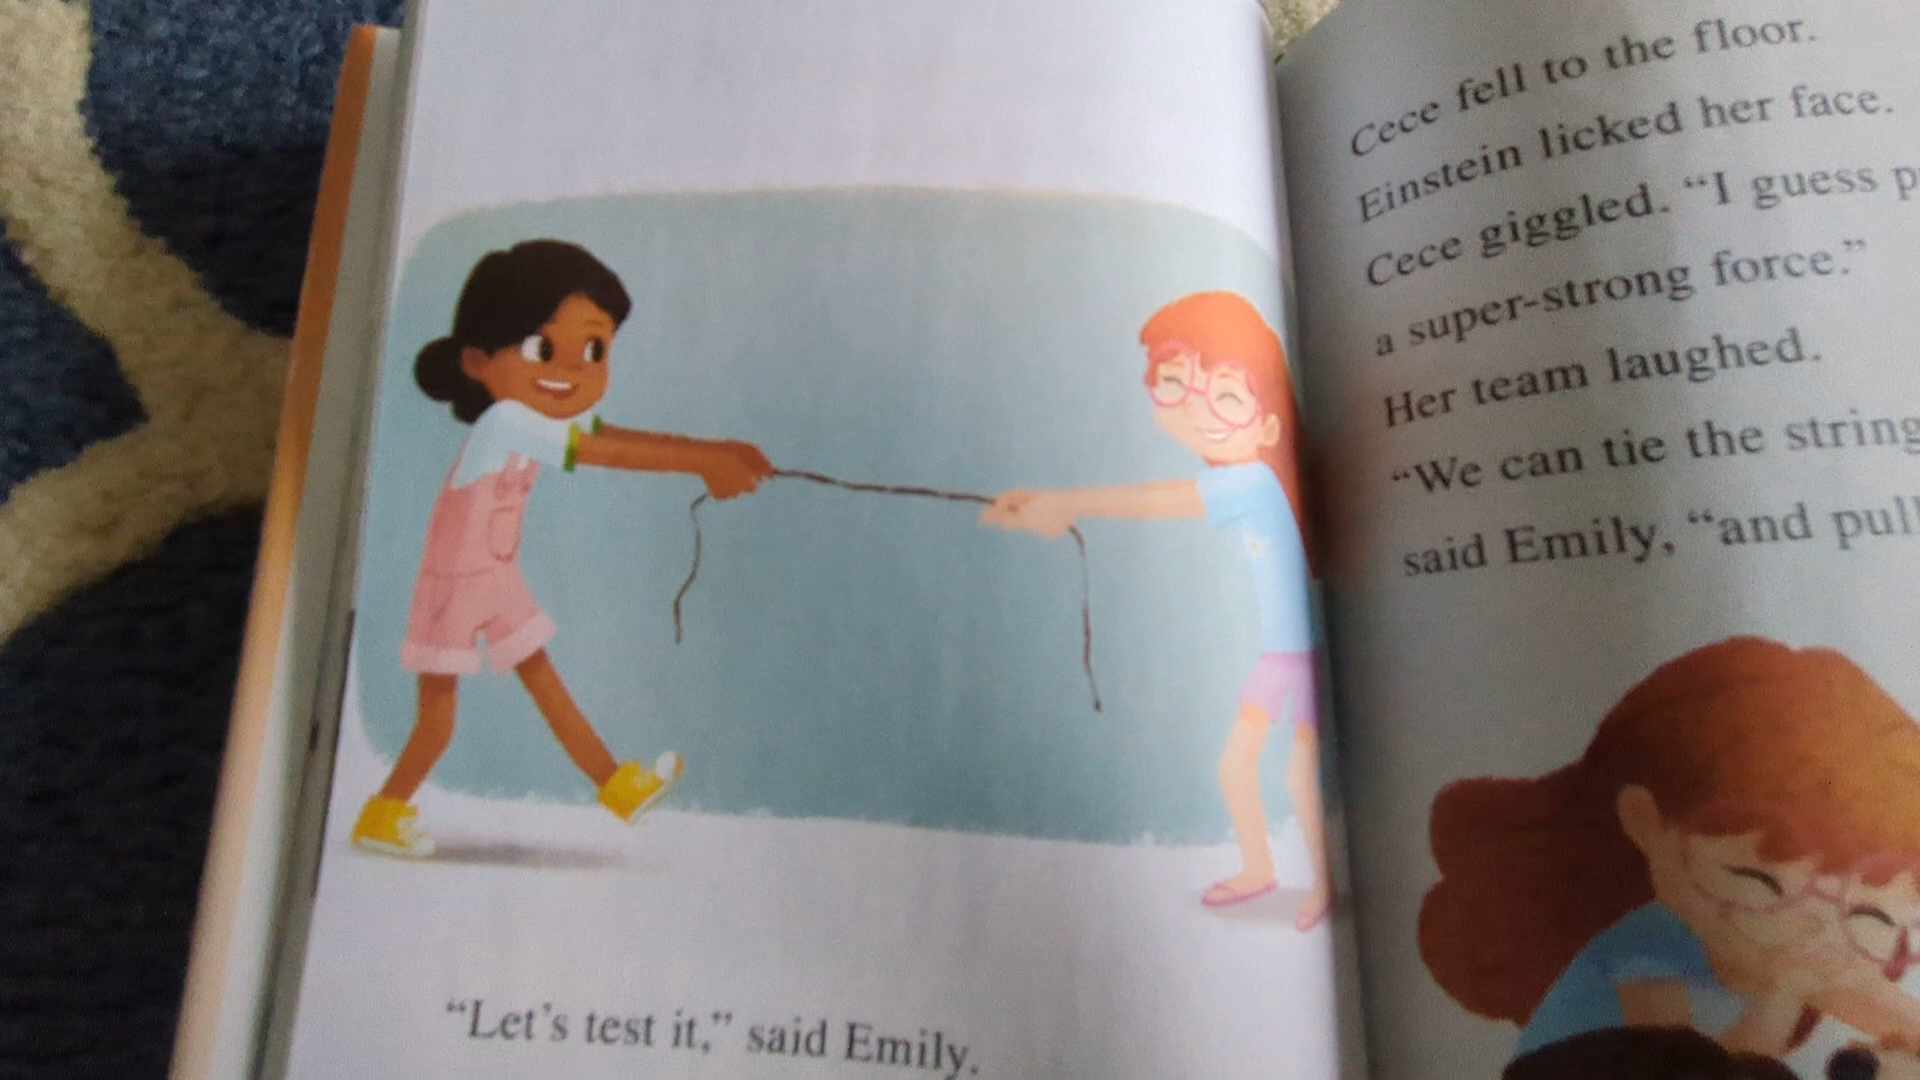 “Let’s test it,” said Emily.
Cece fell to the floor.
Einstein licked her face.
Cece giggled. “I guess
a super-strong force.”
Her team laughed.
“We can tie the string
said Emily, “and pull